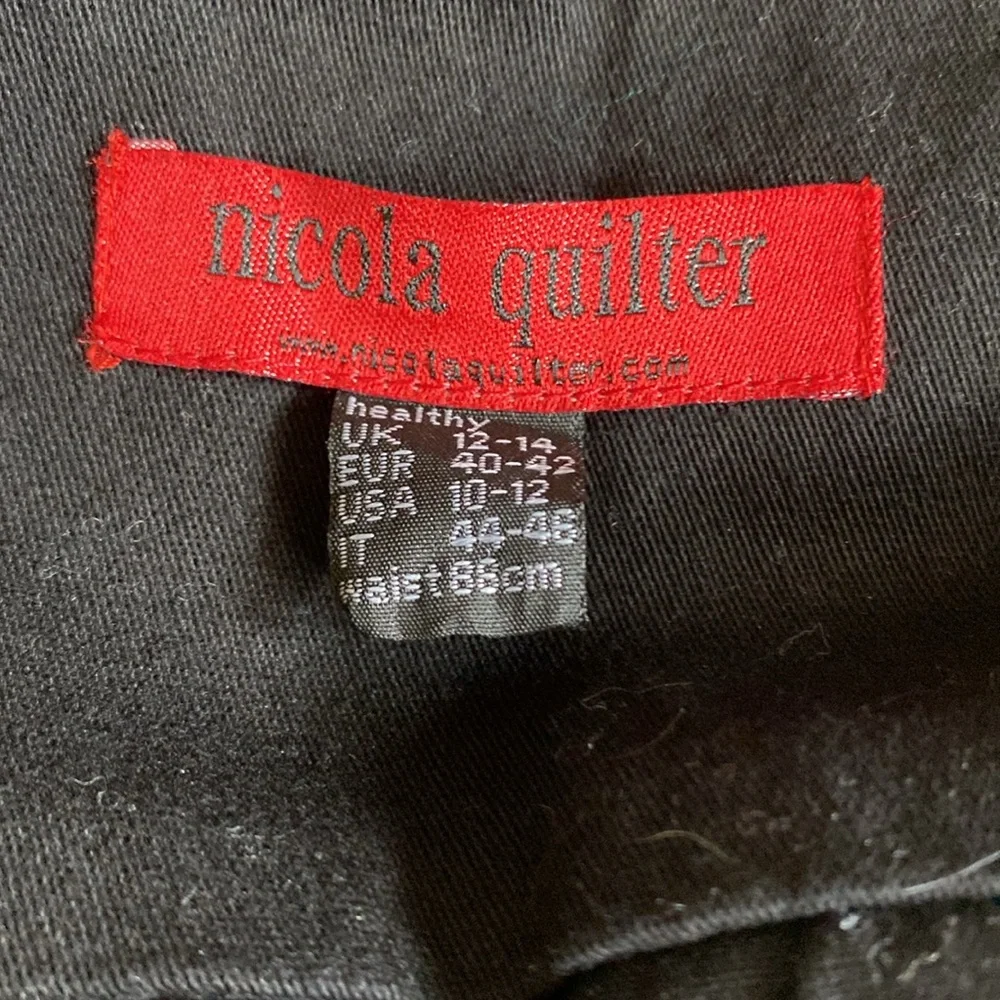 nicola quilter
www.nicolaquilter.com
healthy
UK 12-14
EUR 40-42
USA 10-12
IT 44-46
waist 86cm